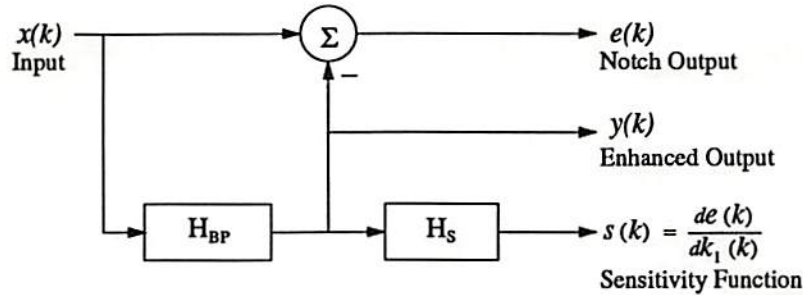 x(k)
Input
Σ
e(k)
Notch Output
−
y(k)
Enhanced Output
H_BP
H_S
s(k) = de(k)/dk_1(k)
Sensitivity Function